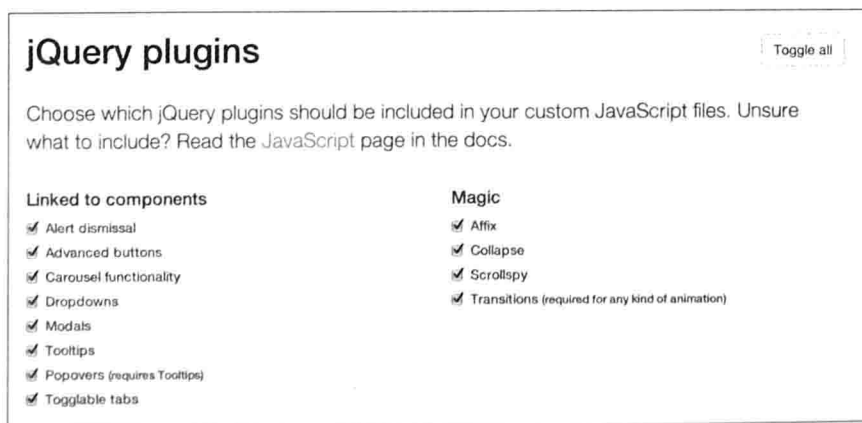 jQuery plugins
Toggle all
Choose which jQuery plugins should be included in your custom JavaScript files. Unsure
what to include? Read the JavaScript page in the docs.
Linked to components
Alert dismissal
Advanced buttons
Carousel functionality
Dropdowns
Modals
Tooltips
Popovers (requires Tooltips)
Togglable tabs
Magic
Affix
Collapse
Scrollspy
Transitions (required for any kind of animation)